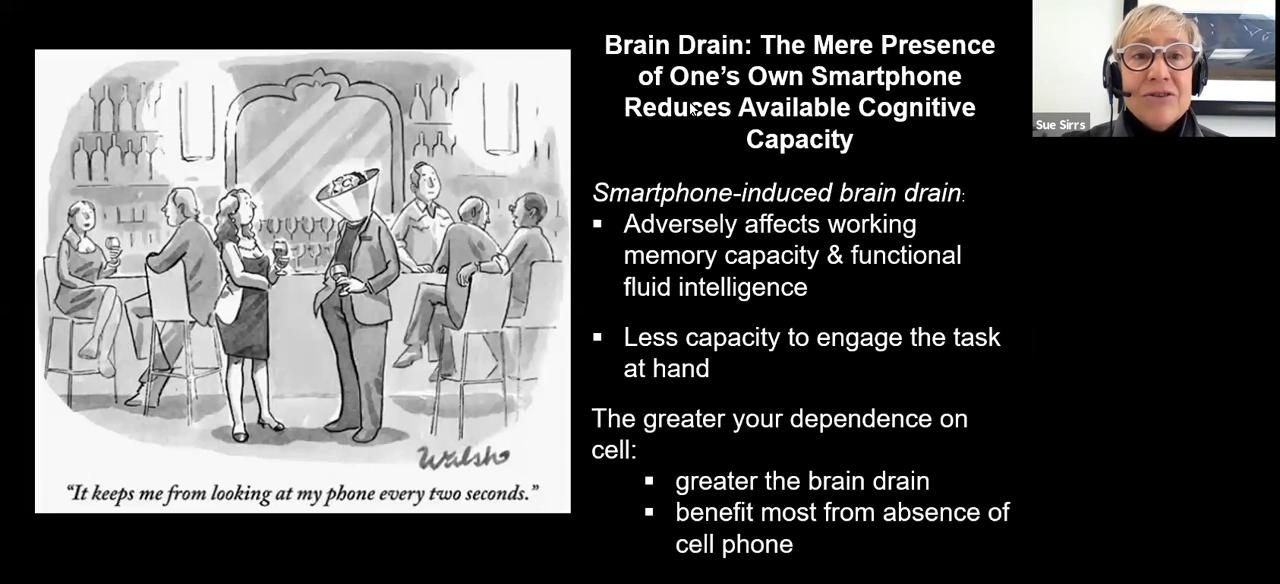 Brain Drain: The Mere Presence
of One's Own Smartphone
Reduces Available Cognitive
Capacity
Smartphone-induced brain drain:
▪ Adversely affects working
memory capacity & functional
fluid intelligence
▪ Less capacity to engage the task
at hand
The greater your dependence on
cell:
▪ greater the brain drain
▪ benefit most from absence of
cell phone
Walsh
“It keeps me from looking at my phone every two seconds.”
Sue Sirrs